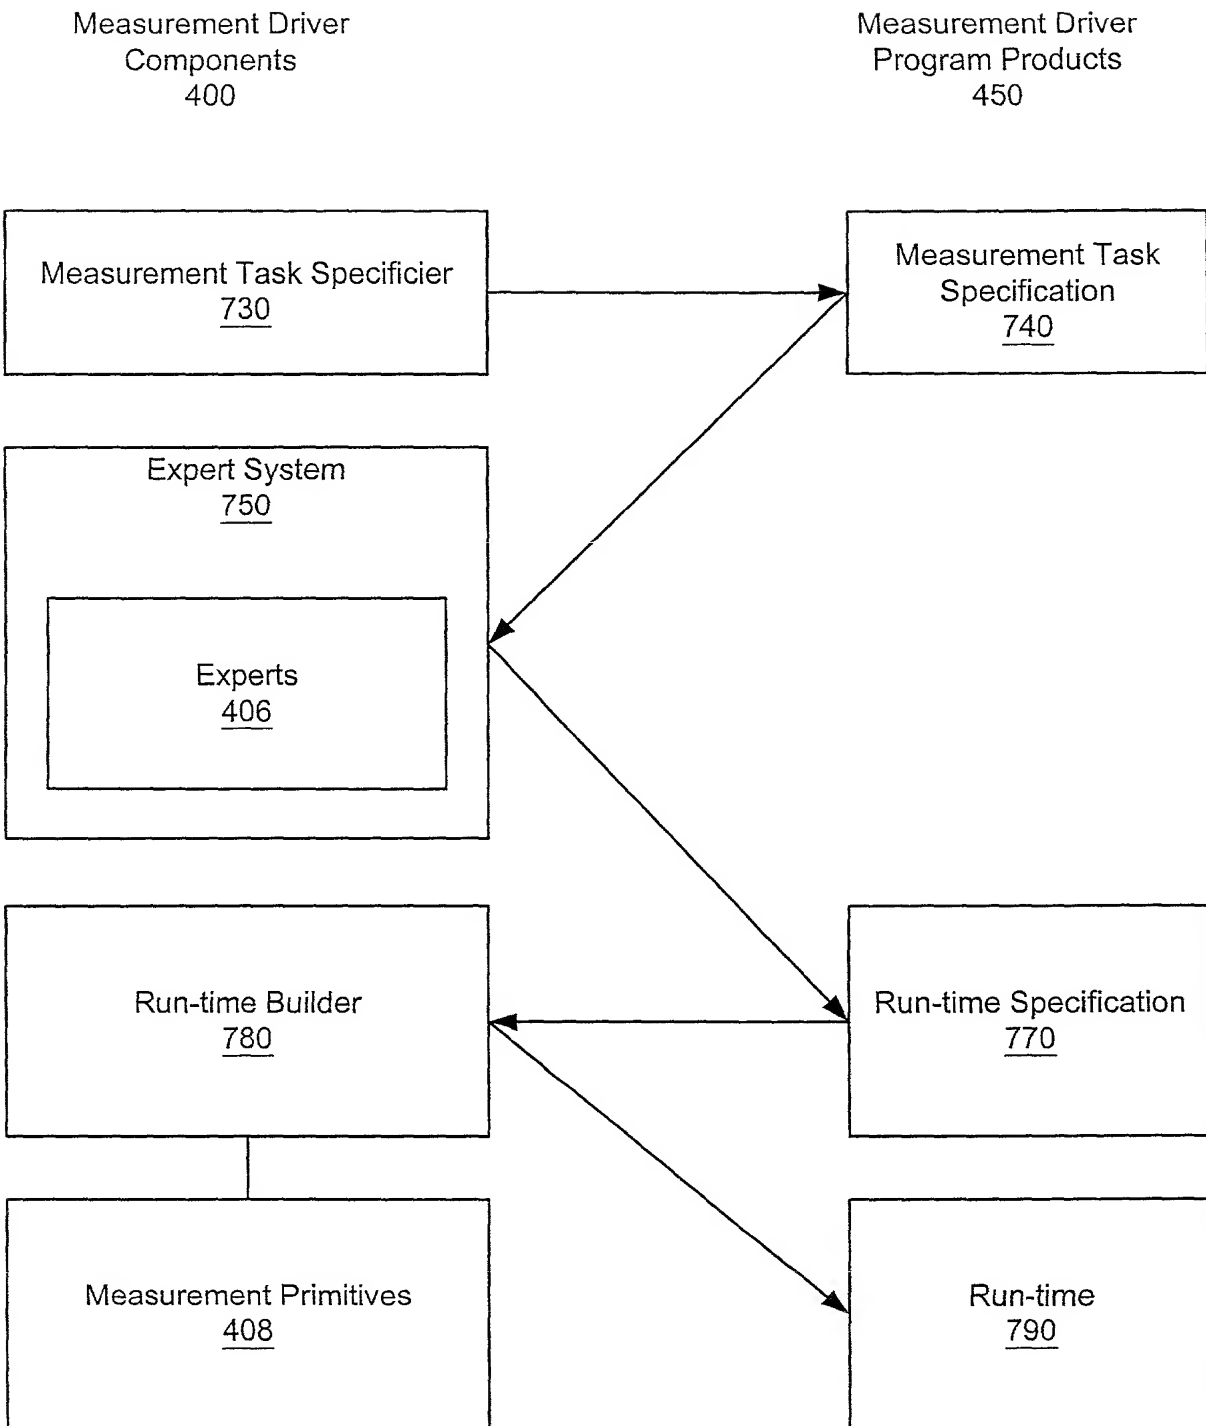 Measurement Driver
Components
400
Measurement Driver
Program Products
450
Measurement Task Specificier
730
Measurement Task
Specification
740
Expert System
750
Experts
406
Run-time Builder
780
Run-time Specification
770
Measurement Primitives
408
Run-time
790